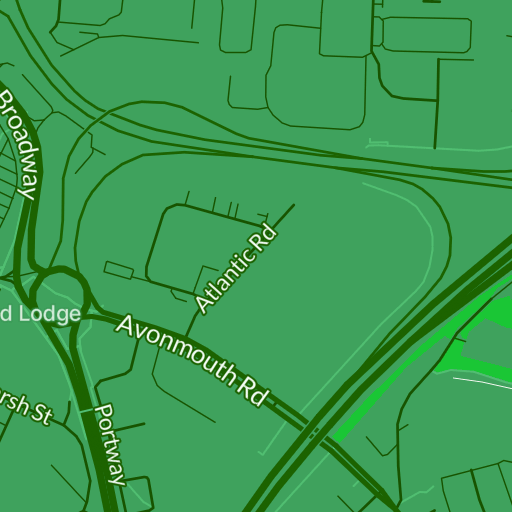 Broadway
Atlantic Rd
d Lodge
Avonmouth Rd
rsh St
Portway